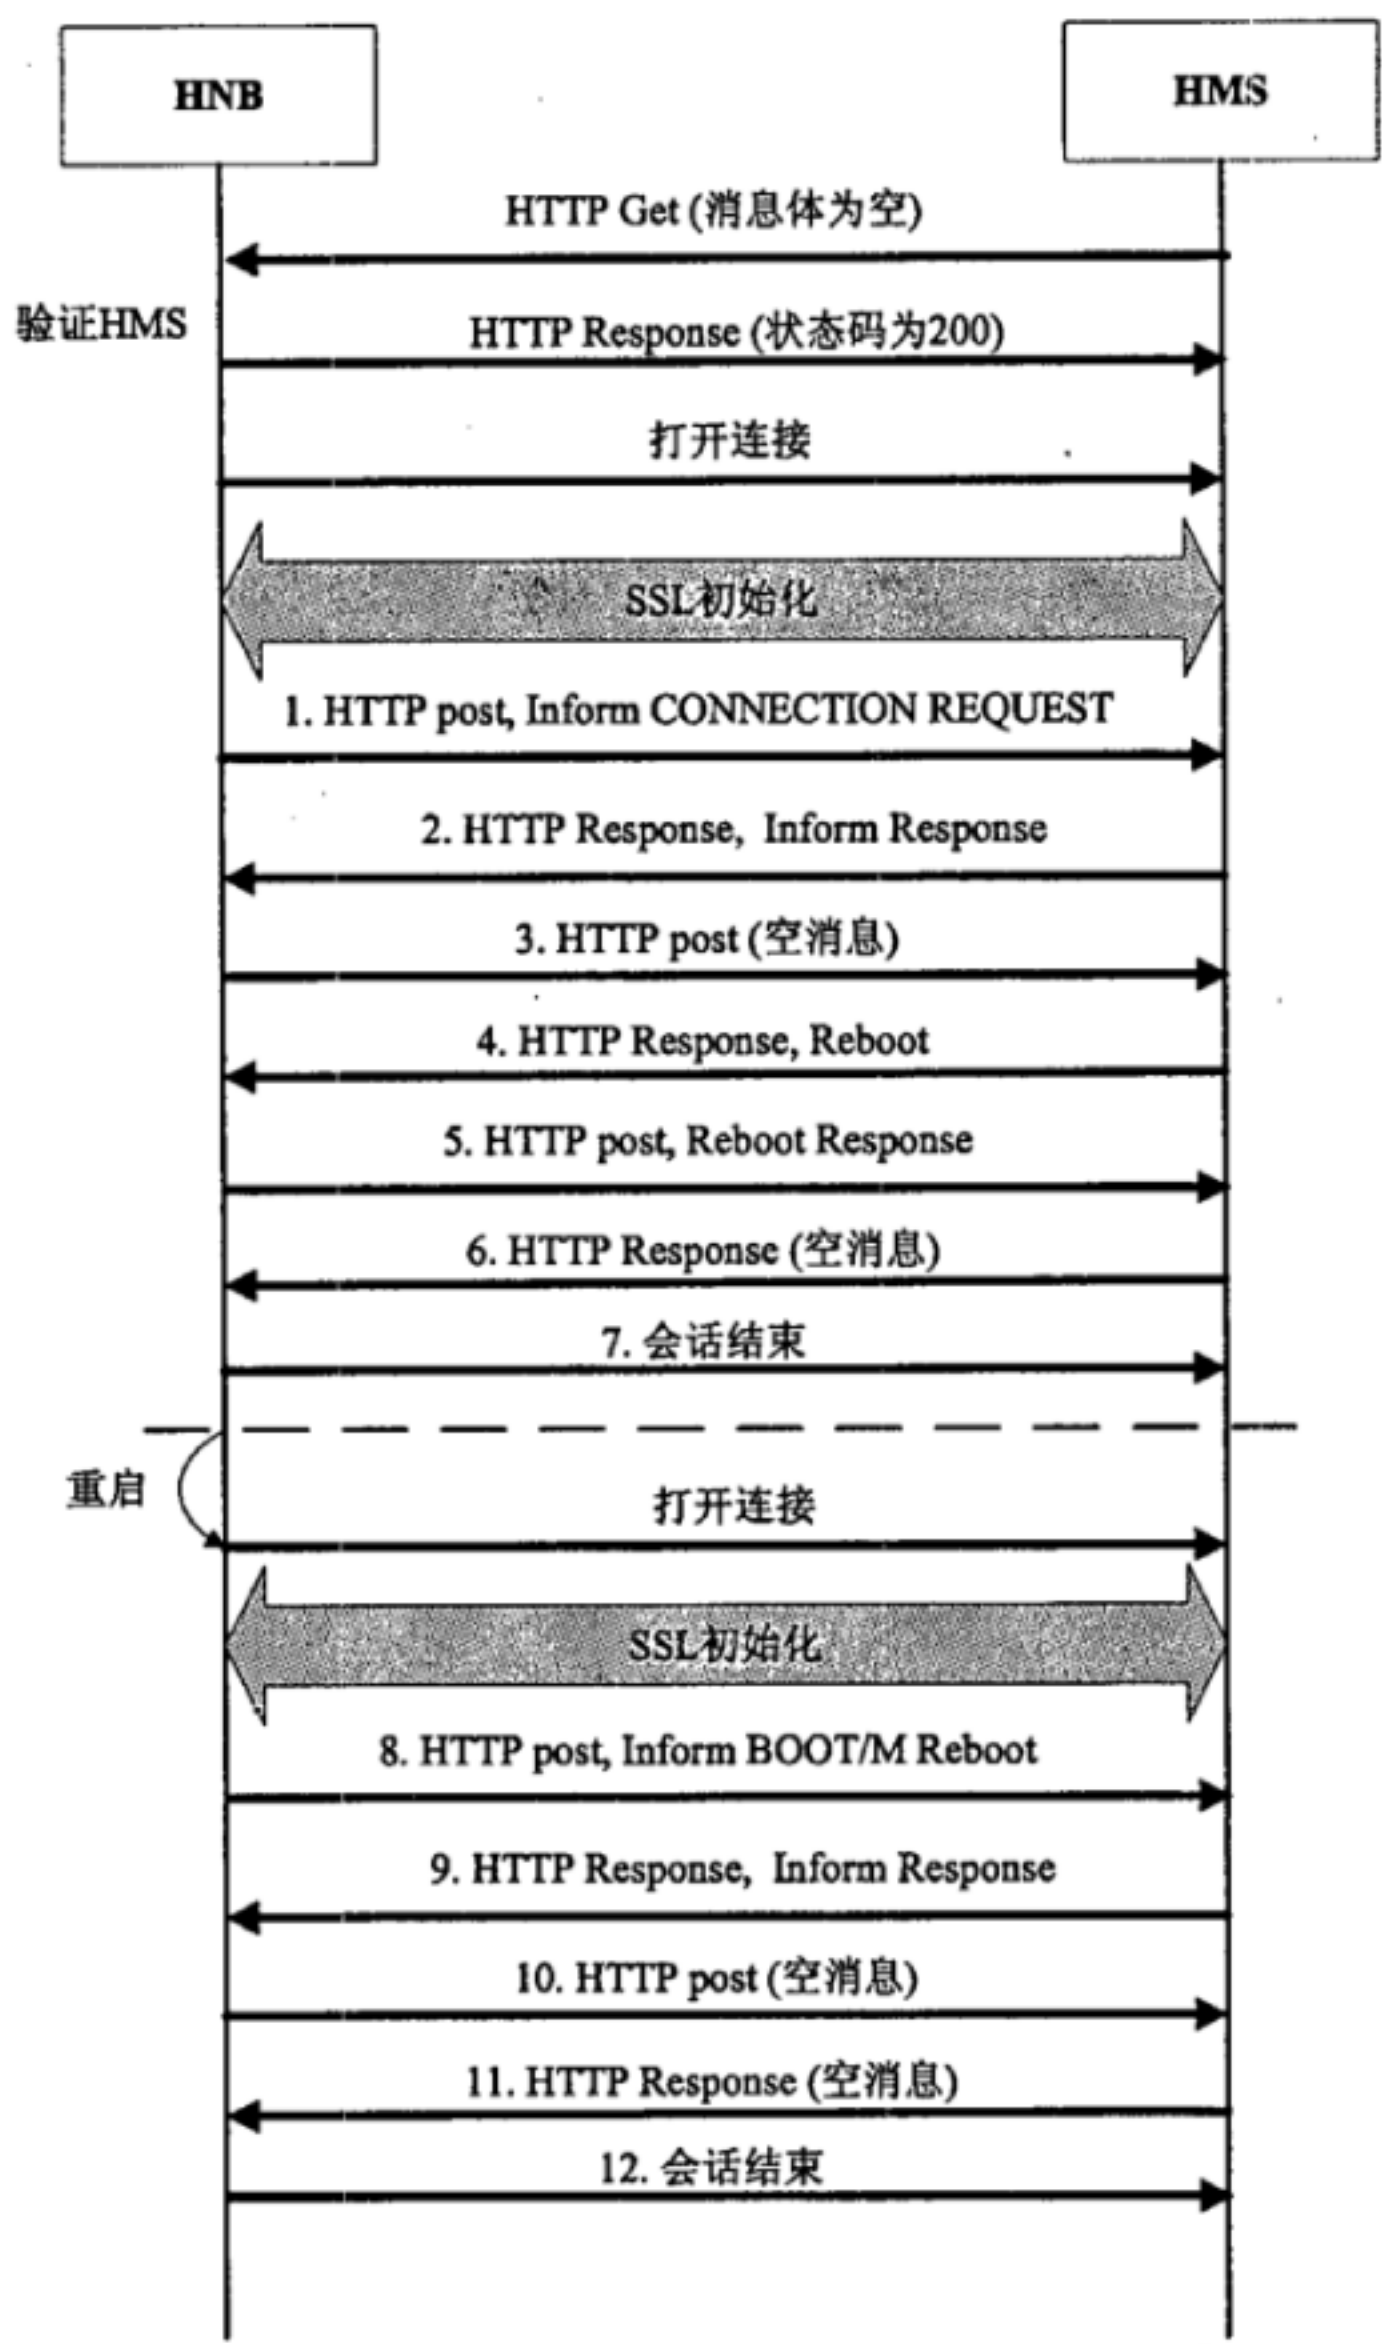 HNB
HMS
HTTP Get (消息体为空)
验证HMS
HTTP Response (状态码为200)
打开连接
SSL初始化
1. HTTP post, Inform CONNECTION REQUEST
2. HTTP Response, Inform Response
3. HTTP post (空消息)
4. HTTP Response, Reboot
5. HTTP post, Reboot Response
6. HTTP Response (空消息)
7. 会话结束
重启
打开连接
SSL初始化
8. HTTP post, Inform BOOT/M Reboot
9. HTTP Response, Inform Response
10. HTTP post (空消息)
11. HTTP Response (空消息)
12. 会话结束